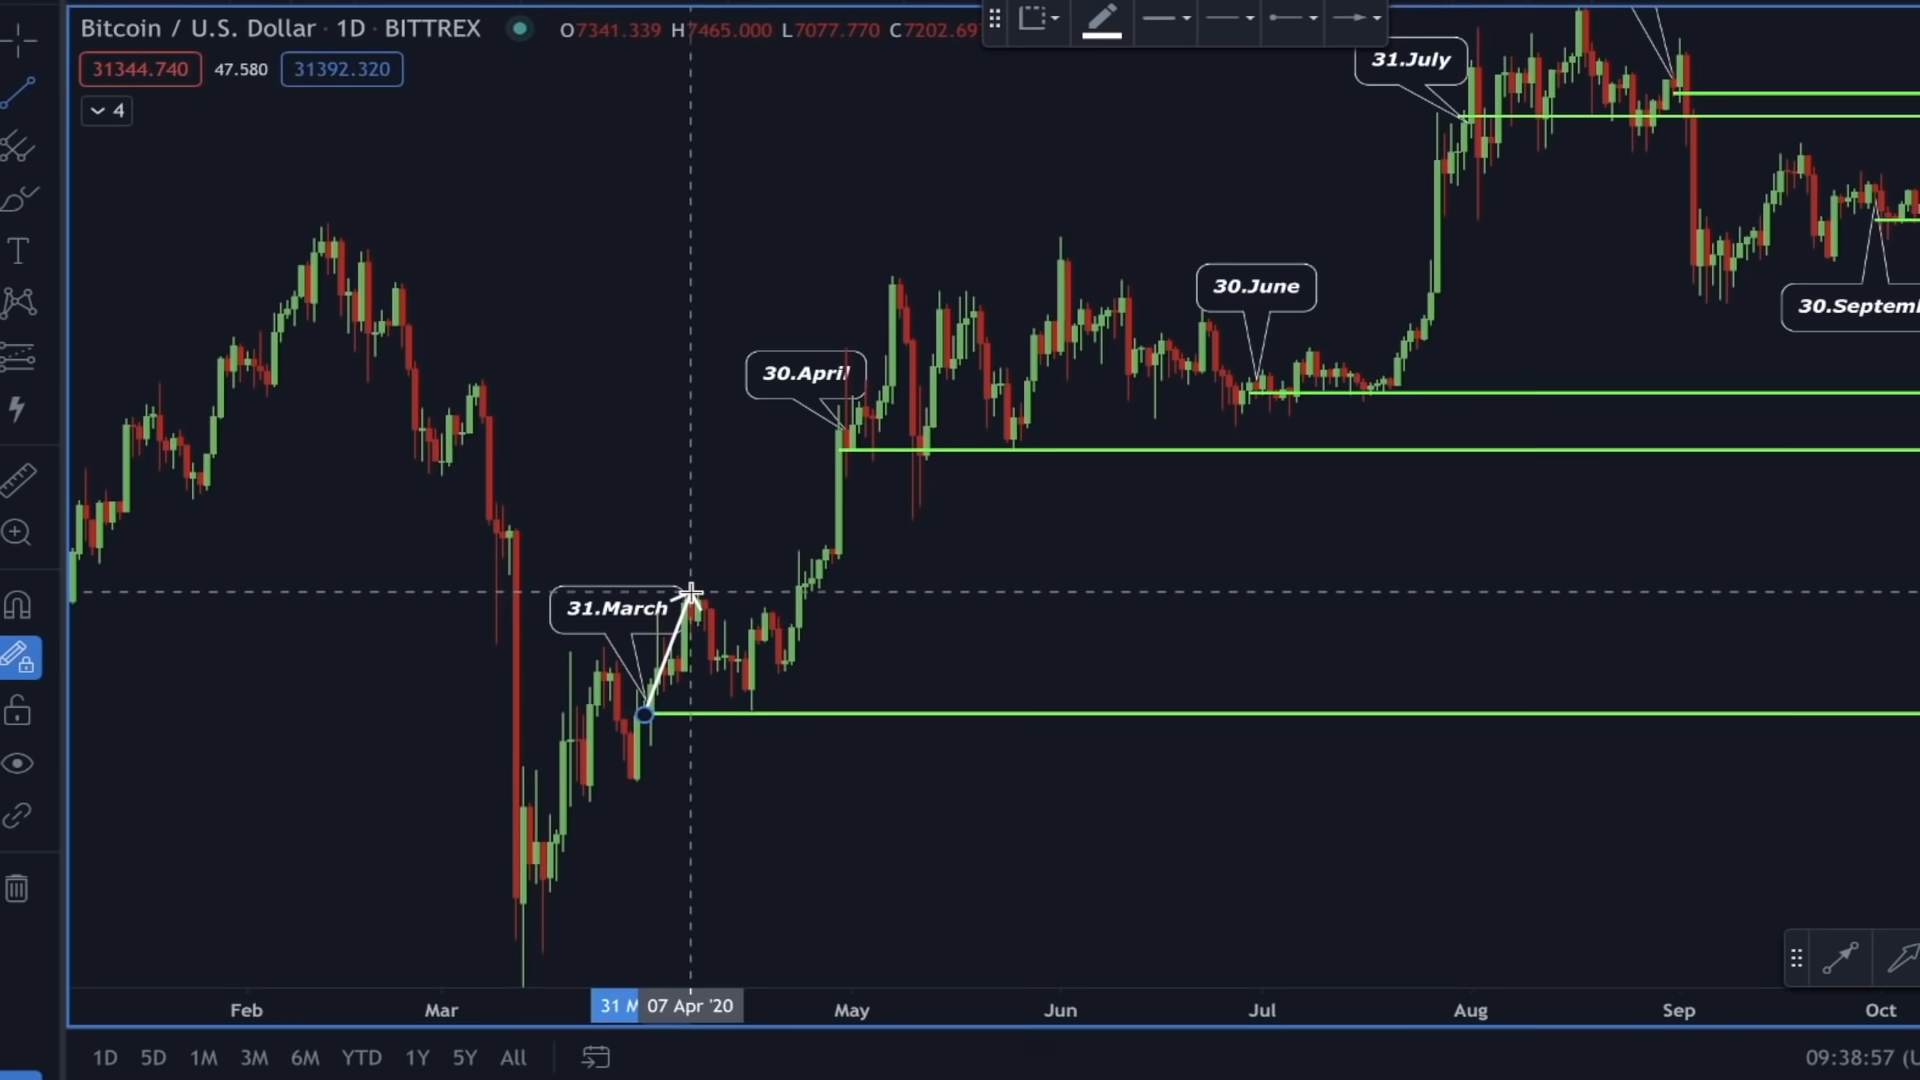 Bitcoin / U.S. Dollar · 1D · BITTREX
O7341.339 H7465.000 L7077.770 C7202.69
31344.740 47.580 31392.320
4
31.July
30.June
30.Septem
30.April
31.March
Feb Mar 31 M 07 Apr '20 May Jun Jul Aug Sep Oct
1D 5D 1M 3M 6M YTD 1Y 5Y All 09:38:57 (U